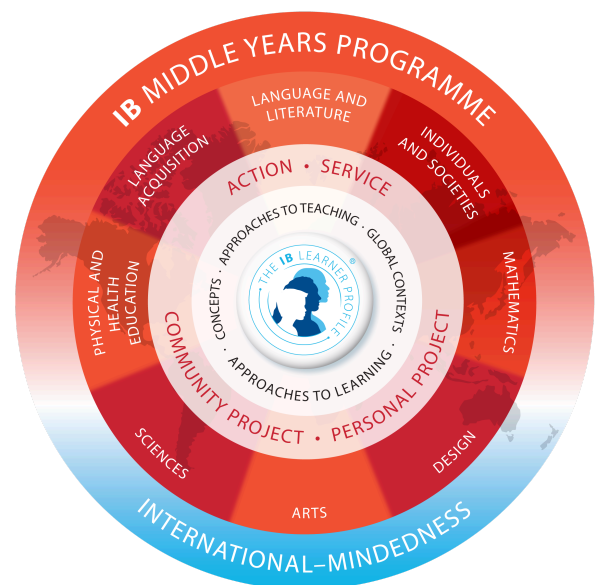 IB MIDDLE YEARS PROGRAMME
LANGUAGE AND
LITERATURE
INDIVIDUALS
AND SOCIETIES
MATHEMATICS
DESIGN
ARTS
SCIENCES
PHYSICAL AND
HEALTH
EDUCATION
LANGUAGE
ACQUISITION
ACTION • SERVICE
PERSONAL PROJECT
COMMUNITY PROJECT •
APPROACHES TO TEACHING ·
GLOBAL CONTEXTS ·
APPROACHES TO LEARNING
· CONCEPTS ·
· THE IB LEARNER PROFILE · ®
INTERNATIONAL–MINDEDNESS